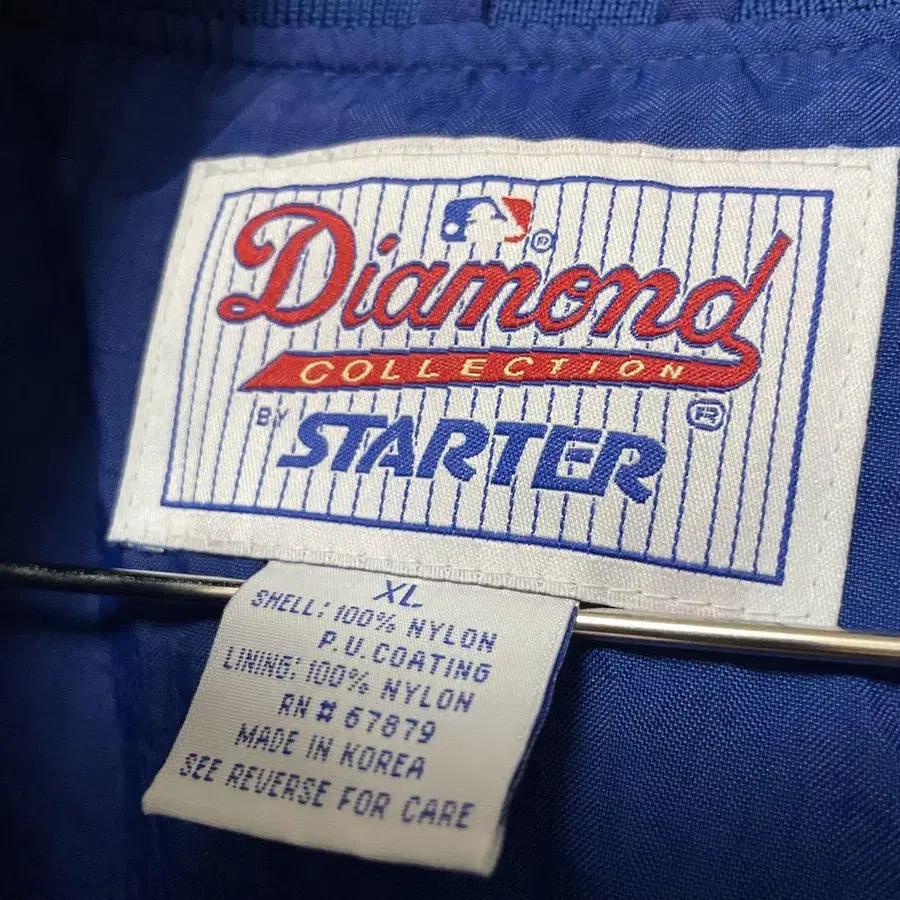 ®
Diamond
COLLECTION
BY STARTER ®
XL
SHELL: 100% NYLON
P.U.COATING
LINING: 100% NYLON
RN # 67879
MADE IN KOREA
SEE REVERSE FOR CARE